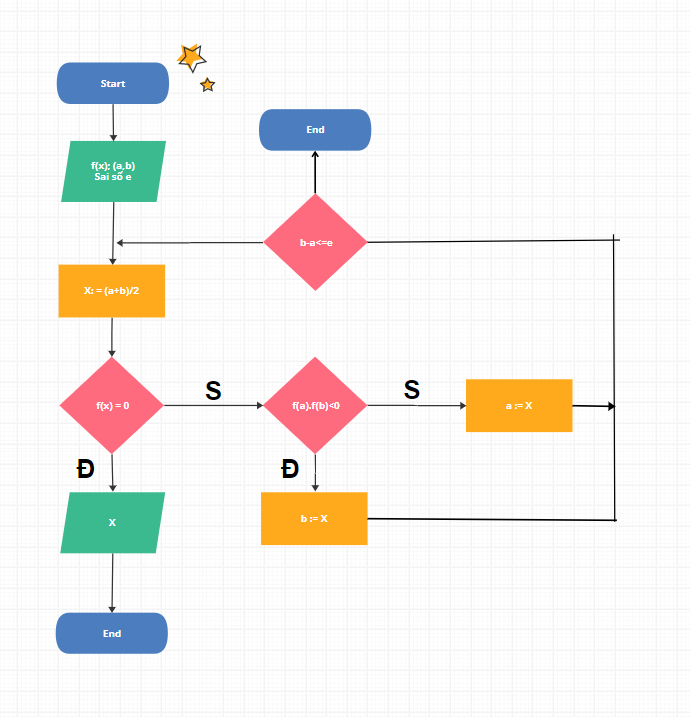 Start
End
f(x); (a,b)
Sai số e
b-a<=e
X: = (a+b)/2
f(x) = 0
S
f(a).f(b)<0
S
a := X
Đ
Đ
X
b := X
End